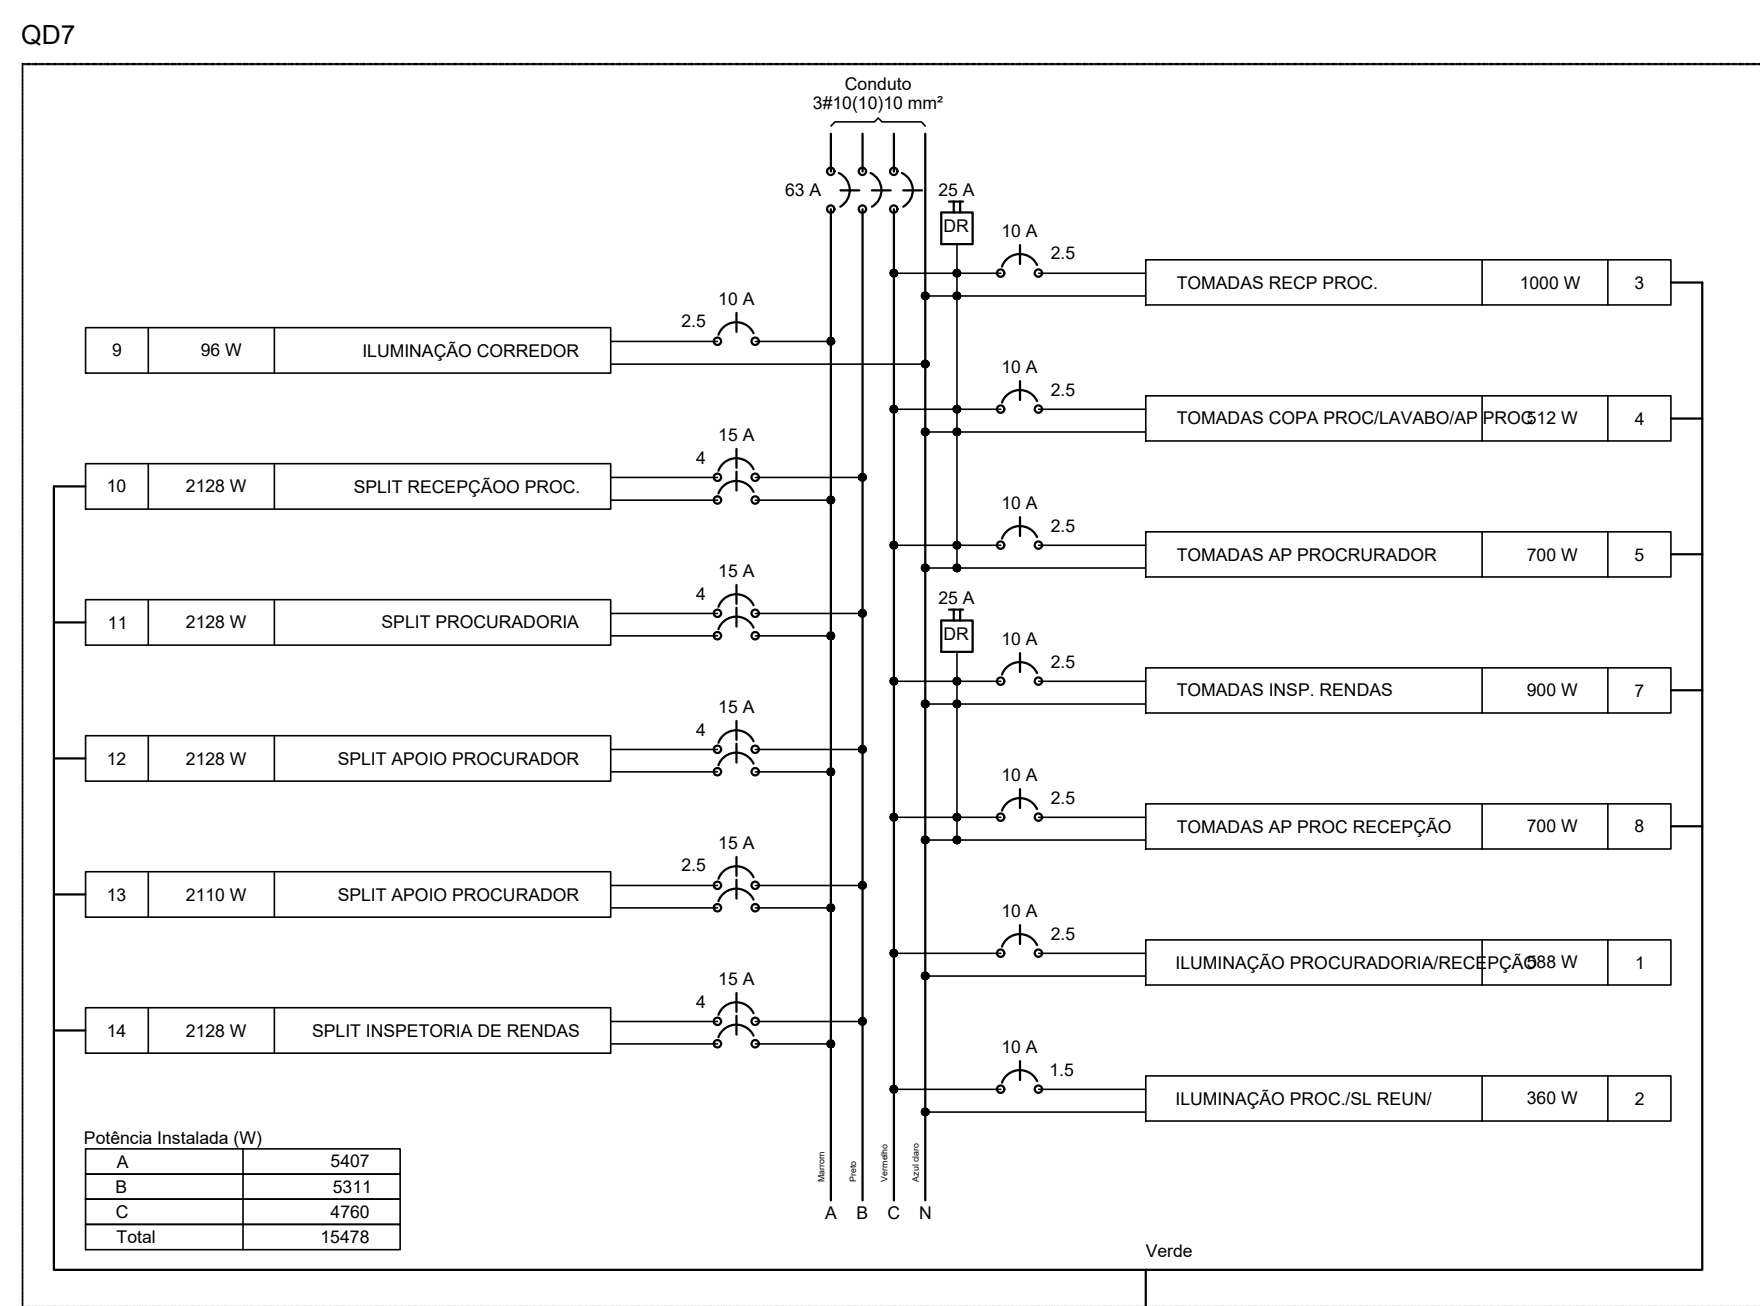 QD7
Conduto
3#10(10)10 mm²
63 A
25 A
DR
10 A
2.5
TOMADAS RECP PROC. 1000 W 3
10 A
2.5
9 96 W ILUMINAÇÃO CORREDOR
10 A
2.5
TOMADAS COPA PROC/LAVABO/AP PROC 512 W 4
15 A
4
10 2128 W SPLIT RECEPÇÃOO PROC.
10 A
2.5
TOMADAS AP PROCRURADOR 700 W 5
15 A
4
11 2128 W SPLIT PROCURADORIA
25 A
DR
10 A
2.5
TOMADAS INSP. RENDAS 900 W 7
15 A
4
12 2128 W SPLIT APOIO PROCURADOR
10 A
2.5
TOMADAS AP PROC RECEPÇÃO 700 W 8
15 A
2.5
13 2110 W SPLIT APOIO PROCURADOR
10 A
2.5
ILUMINAÇÃO PROCURADORIA/RECEPÇÃO 588 W 1
15 A
4
14 2128 W SPLIT INSPETORIA DE RENDAS
10 A
1.5
ILUMINAÇÃO PROC./SL REUN/ 360 W 2
Potência Instalada (W)
A 5407
B 5311
C 4760
Total 15478
Marrom
Preto
Vermelho
Azul claro
A B C N
Verde